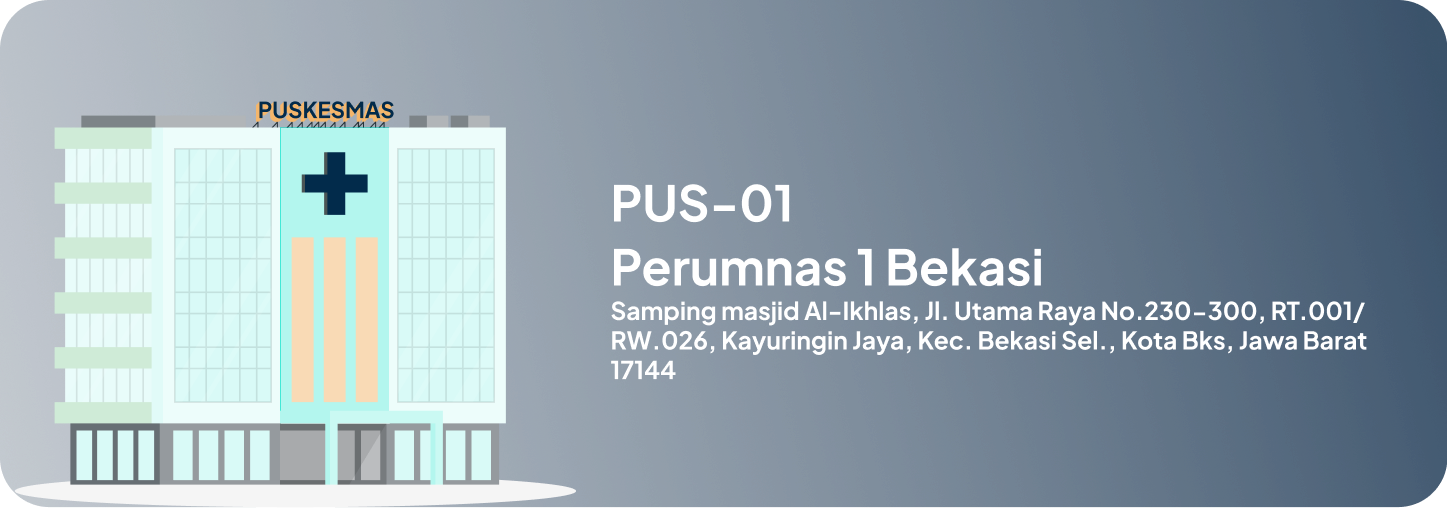 PUSKESMAS
PUS-01
Perumnas 1 Bekasi
Samping masjid Al-Ikhlas, Jl. Utama Raya No.230-300, RT.001/
RW.026, Kayuringin Jaya, Kec. Bekasi Sel., Kota Bks, Jawa Barat
17144